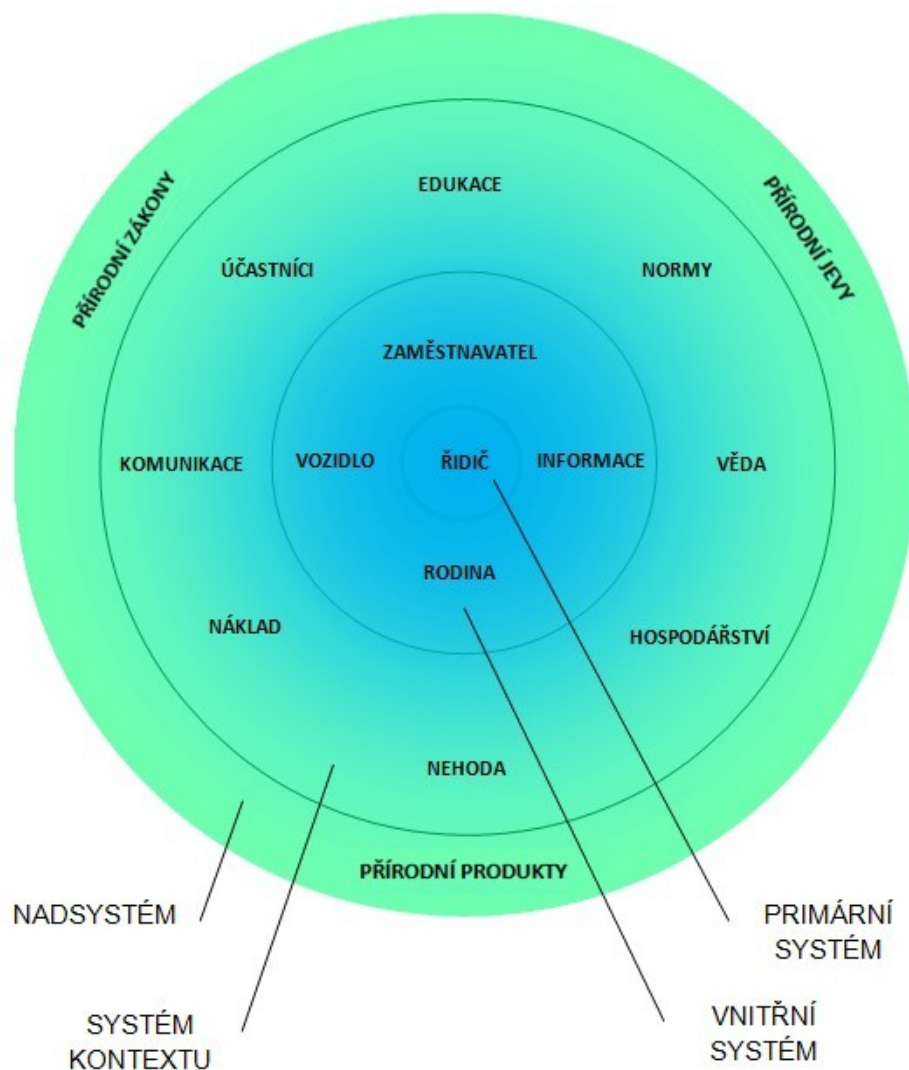 EDUKACE
PŘÍRODNÍ ZÁKONY
PŘÍRODNÍ JEVY
ÚČASTNÍCI
NORMY
ZAMĚSTNAVATEL
KOMUNIKACE
VOZIDLO
ŘIDIČ
INFORMACE
VĚDA
RODINA
NÁKLAD
HOSPODÁŘSTVÍ
NEHODA
PŘÍRODNÍ PRODUKTY
NADSYSTÉM
PRIMÁRNÍ
SYSTÉM
SYSTÉM
KONTEXTU
VNITŘNÍ
SYSTÉM